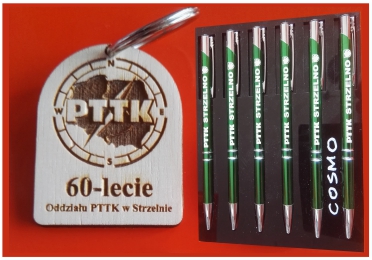 N
W E
PTTK
S
60-lecie
Oddziału PTTK w Strzelnie
PTTK STRZELNO
PTTK STRZELNO
PTTK STRZELNO
PTTK STRZELNO
PTTK STRZELNO
PTTK STRZELNO
COSMO